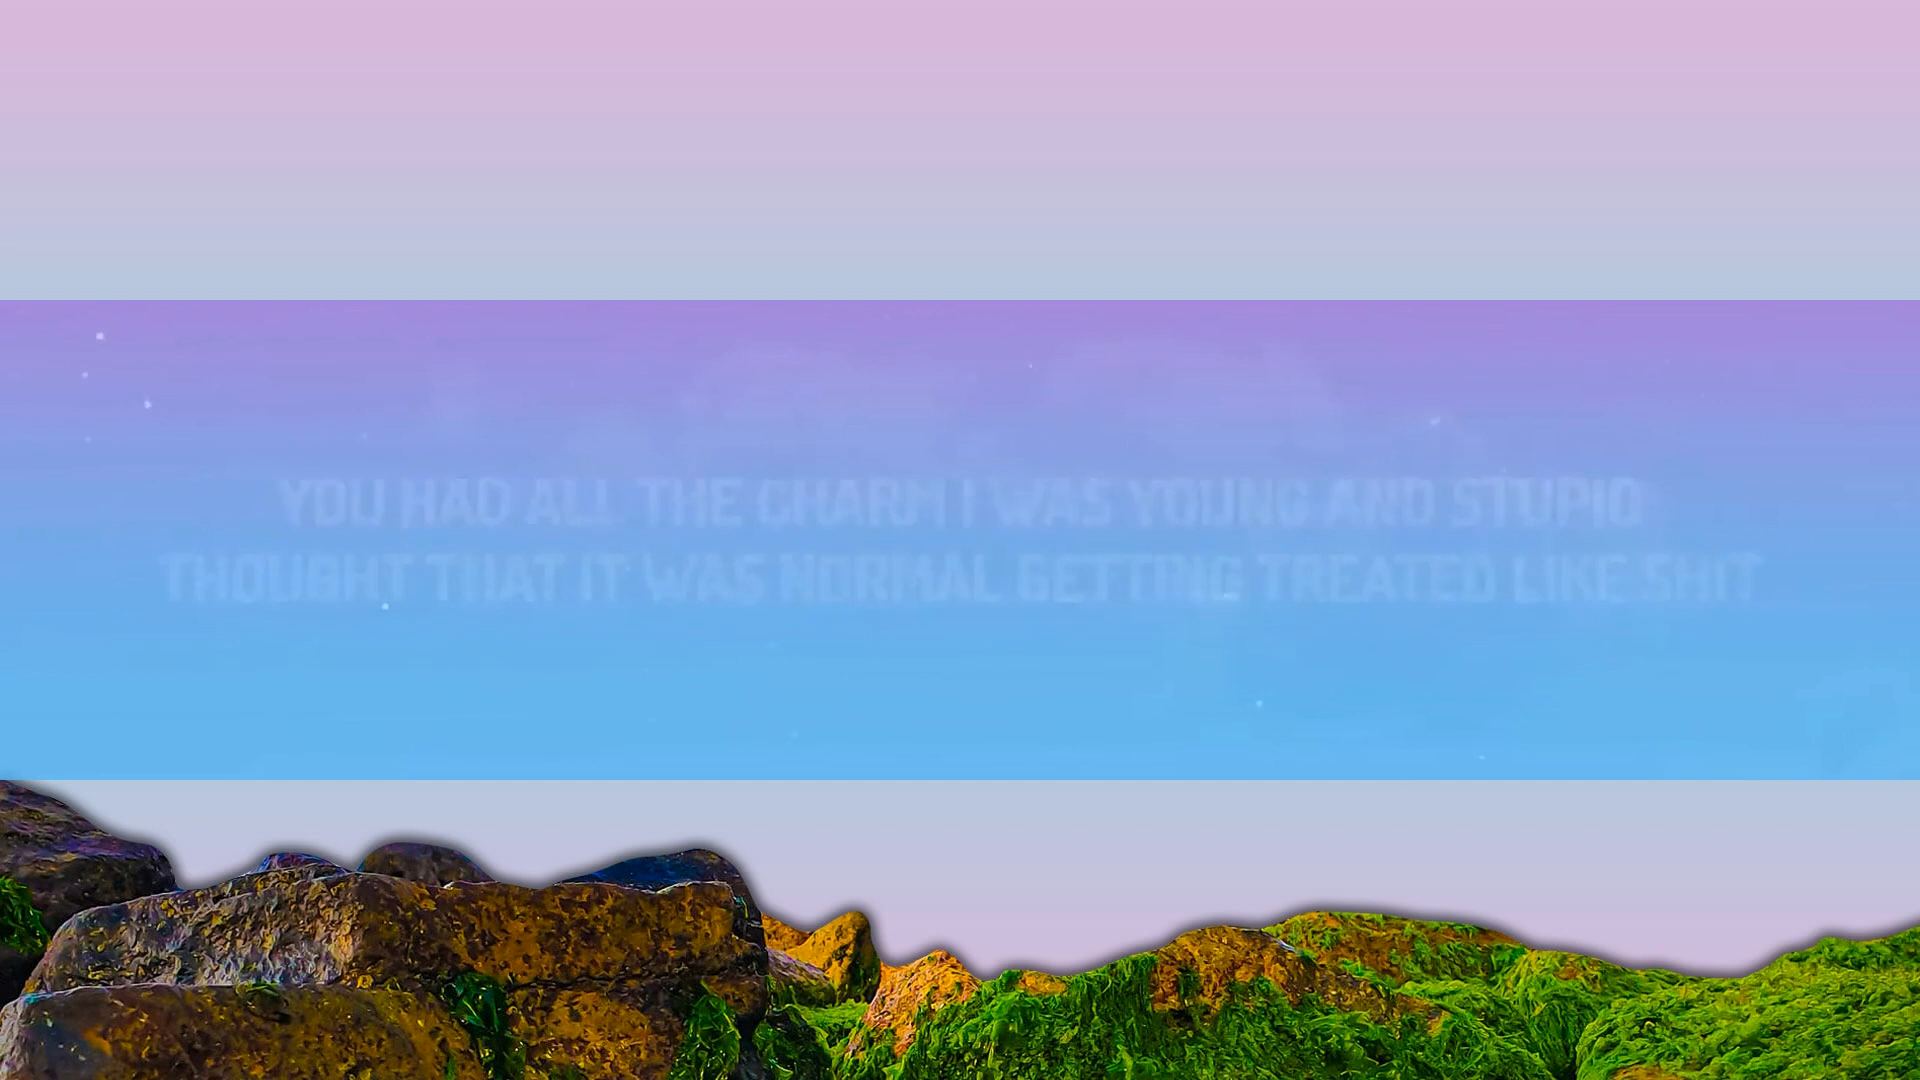 YOU HAD ALL THE CHARM I WAS YOUNG AND STUPID
THOUGHT THAT IT WAS NORMAL GETTING TREATED LIKE SHIT